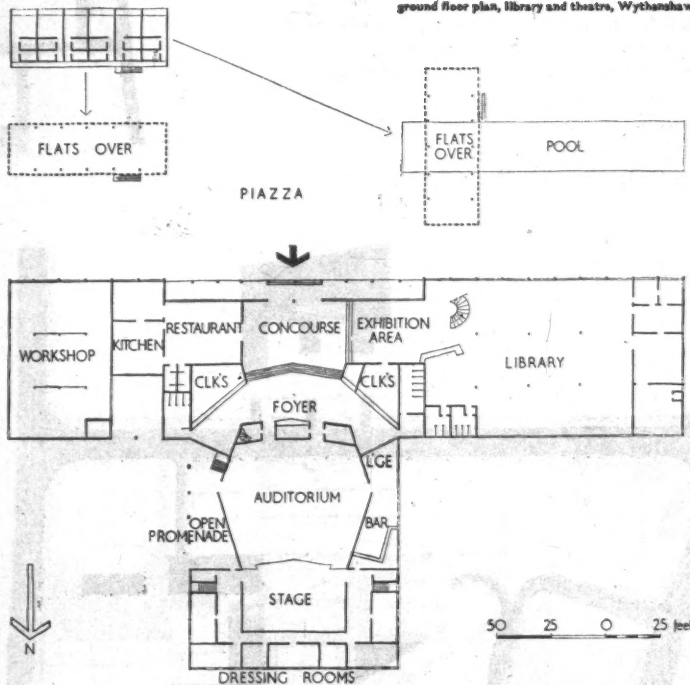 ground floor plan, library and theatre,
FLATS OVER
FLATS
OVER
POOL
PIAZZA
WORKSHOP
KITCHEN
RESTAURANT
CONCOURSE
EXHIBITION
AREA
LIBRARY
CLK'S
CLK'S
FOYER
L'GE
AUDITORIUM
OPEN
PROMENADE
BAR
STAGE
DRESSING ROOMS
N
50 25 0 25 feet